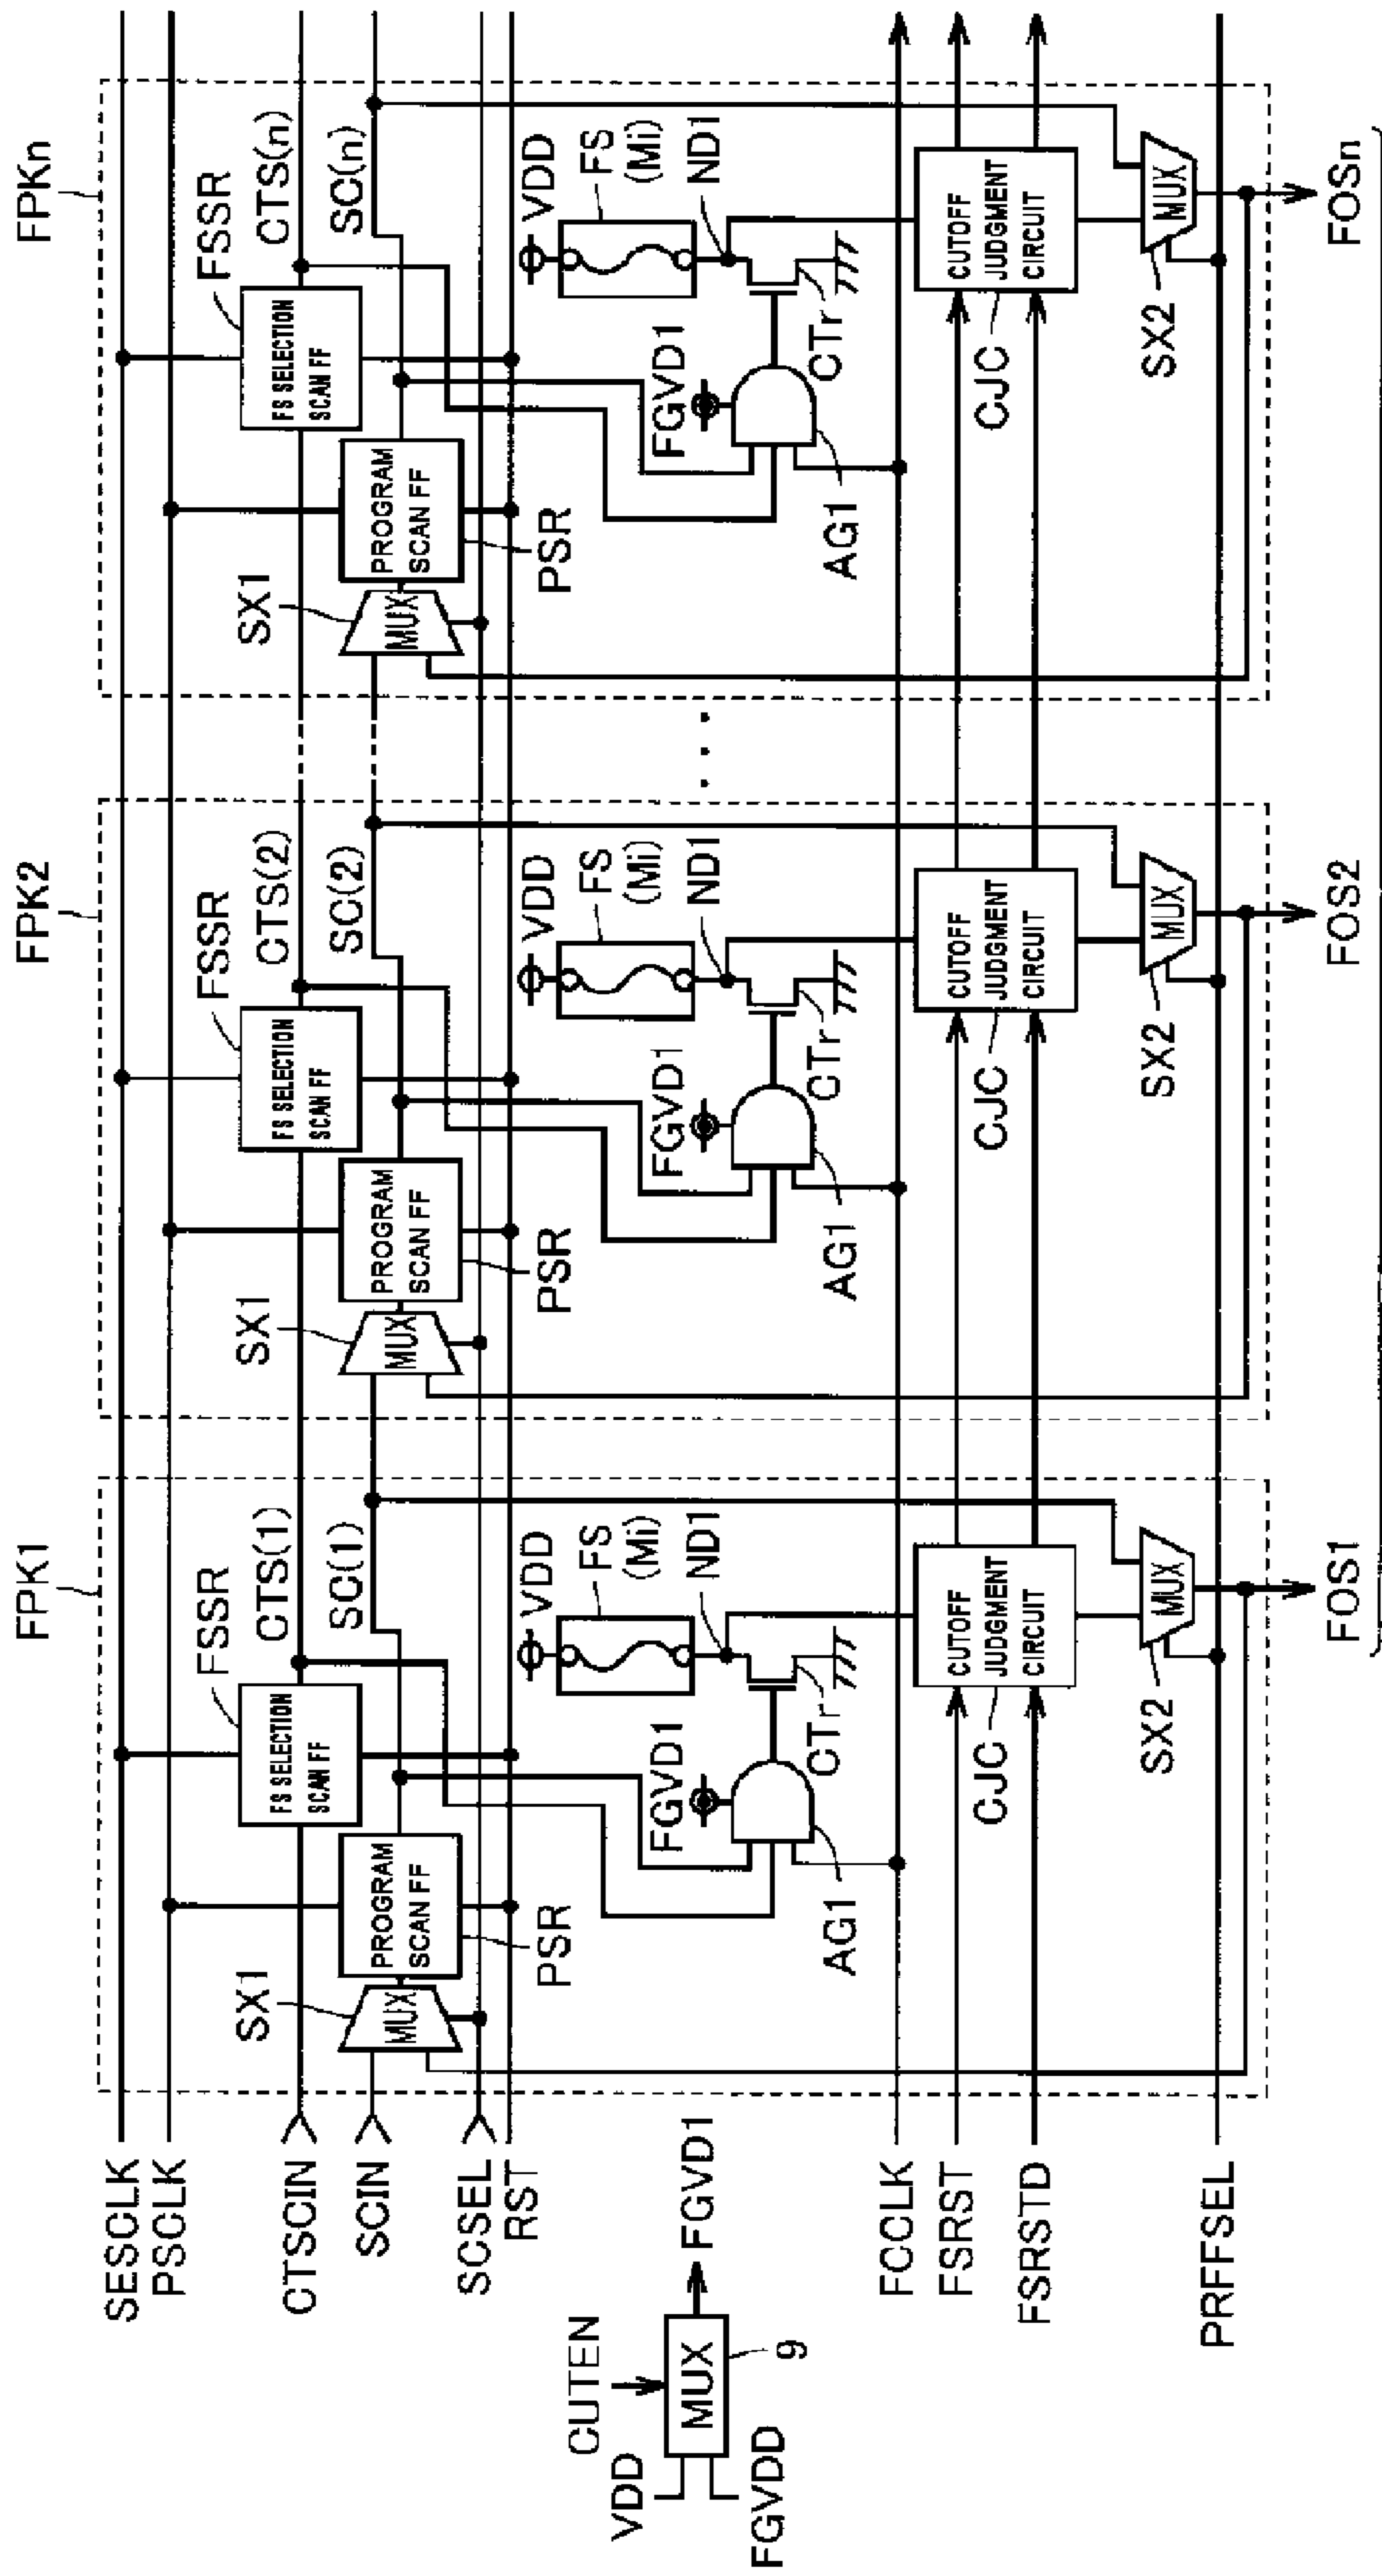 SESCLK
PSCLK
CTSCIN
SCIN
SCSEL
RST
CUTEN
VDD
FGVDD
MUX
9
FGVD1
FCCLK
FSRST
FSRSTD
PRFFSEL
FPK1
FSSR
CTS(1)
SC(1)
FS SELECTION
SCAN FF
PROGRAM
SCAN FF
SX1
MUX
PSR
VDD
FS
(Mi)
ND1
FGVD1
CTr
AG1
CUTOFF
JUDGMENT
CIRCUIT
CJC
MUX
SX2
FOS1
FPK2
FSSR
CTS(2)
SC(2)
FS SELECTION
SCAN FF
PROGRAM
SCAN FF
SX1
MUX
PSR
VDD
FS
(Mi)
ND1
FGVD1
CTr
AG1
CUTOFF
JUDGMENT
CIRCUIT
CJC
MUX
SX2
FOS2
. . .
FPKn
FSSR
CTS(n)
SC(n)
FS SELECTION
SCAN FF
PROGRAM
SCAN FF
SX1
MUX
PSR
VDD
FS
(Mi)
ND1
FGVD1
CTr
AG1
CUTOFF
JUDGMENT
CIRCUIT
CJC
MUX
SX2
FOSn